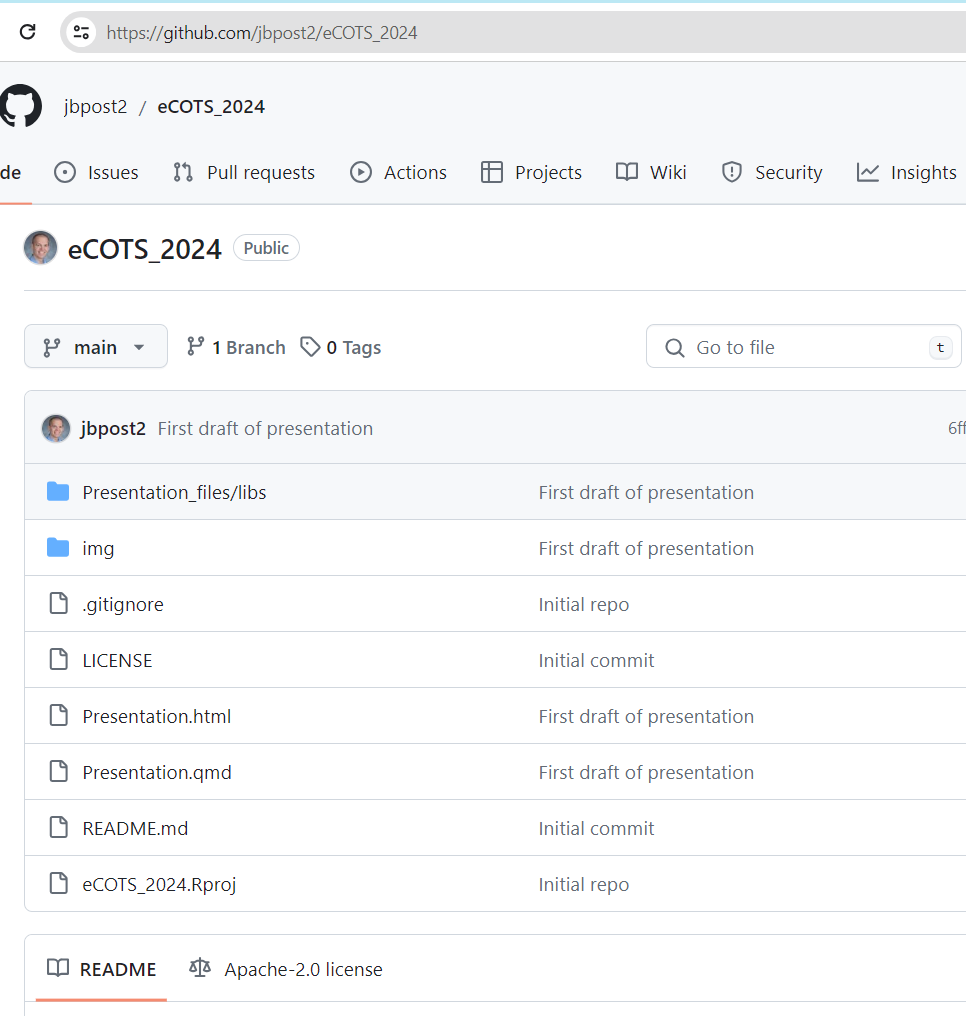 https://github.com/jbpost2/eCOTS_2024
jbpost2 / eCOTS_2024
de Issues Pull requests Actions Projects Wiki Security Insights
eCOTS_2024 Public
main 1 Branch 0 Tags Go to file t
jbpost2 First draft of presentation 6ff
Presentation_files/libs First draft of presentation
img First draft of presentation
.gitignore Initial repo
LICENSE Initial commit
Presentation.html First draft of presentation
Presentation.qmd First draft of presentation
README.md Initial commit
eCOTS_2024.Rproj Initial repo
README Apache-2.0 license